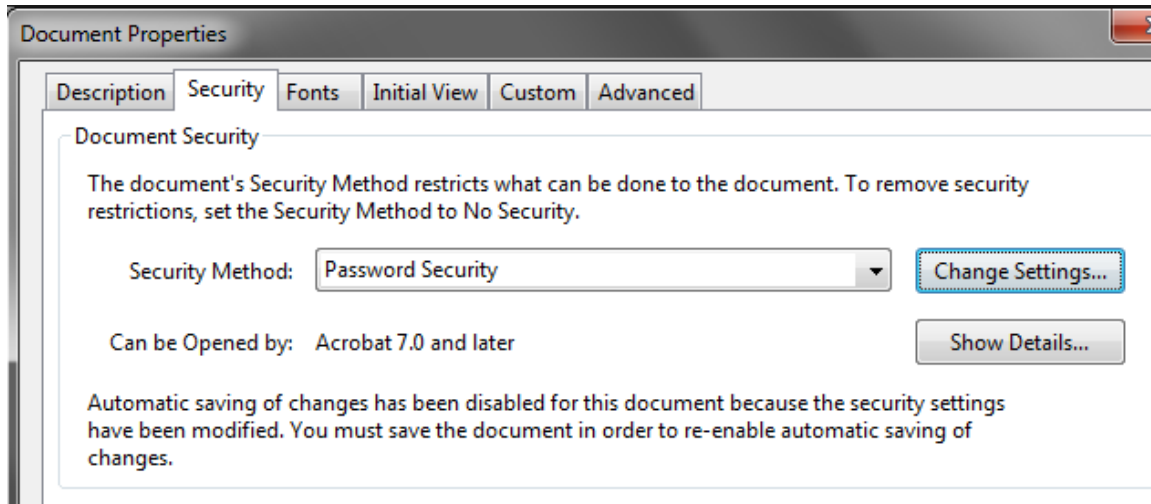 Document Properties
Description Security Fonts Initial View Custom Advanced
Document Security
The document's Security Method restricts what can be done to the document. To remove security
restrictions, set the Security Method to No Security.
Security Method: Password Security Change Settings...
Can be Opened by: Acrobat 7.0 and later Show Details...
Automatic saving of changes has been disabled for this document because the security settings
have been modified. You must save the document in order to re-enable automatic saving of
changes.